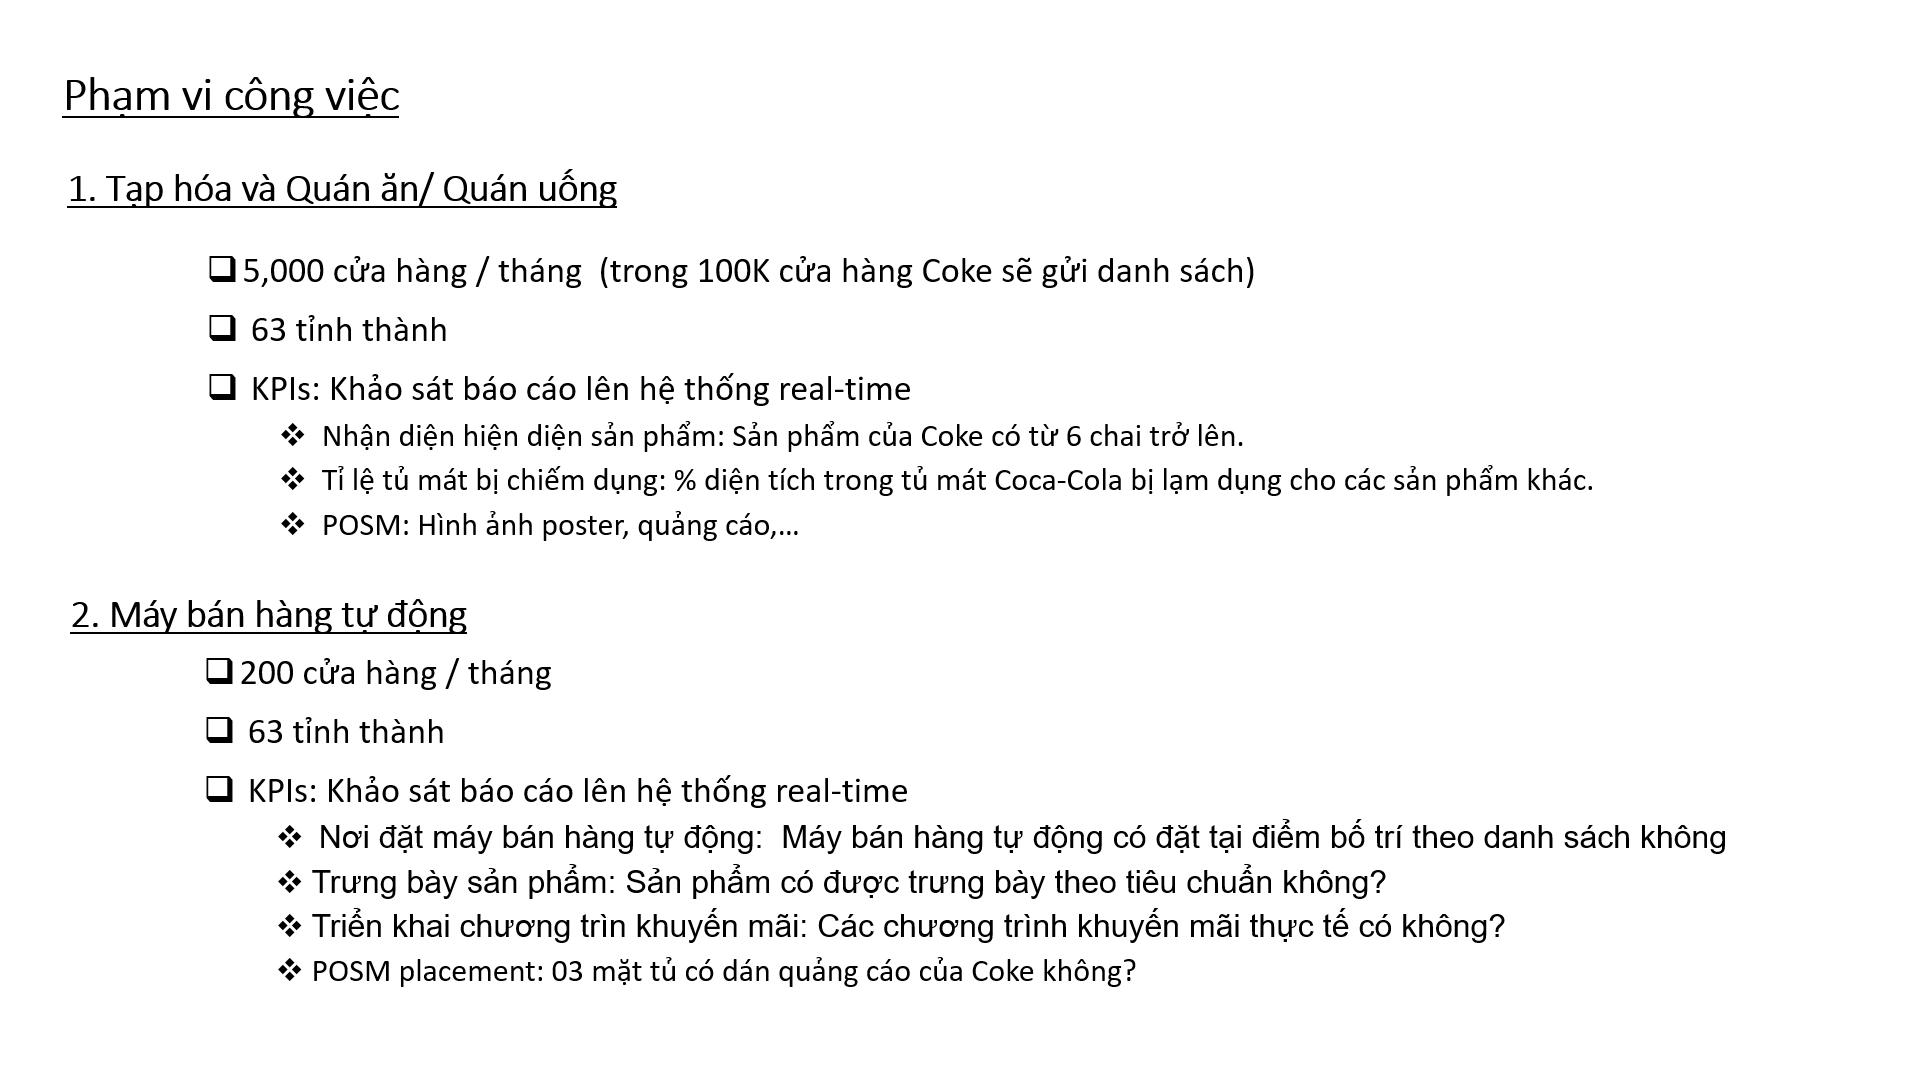 Phạm vi công việc
1. Tạp hóa và Quán ăn/ Quán uống
5,000 cửa hàng / tháng (trong 100K cửa hàng Coke sẽ gửi danh sách)
63 tỉnh thành
KPIs: Khảo sát báo cáo lên hệ thống real-time
Nhận diện hiện diện sản phẩm: Sản phẩm của Coke có từ 6 chai trở lên.
Tỉ lệ tủ mát bị chiếm dụng: % diện tích trong tủ mát Coca-Cola bị lạm dụng cho các sản phẩm khác.
POSM: Hình ảnh poster, quảng cáo,...
2. Máy bán hàng tự động
200 cửa hàng / tháng
63 tỉnh thành
KPIs: Khảo sát báo cáo lên hệ thống real-time
Nơi đặt máy bán hàng tự động: Máy bán hàng tự động có đặt tại điểm bố trí theo danh sách không
Trưng bày sản phẩm: Sản phẩm có được trưng bày theo tiêu chuẩn không?
Triển khai chương trìn khuyến mãi: Các chương trình khuyến mãi thực tế có không?
POSM placement: 03 mặt tủ có dán quảng cáo của Coke không?